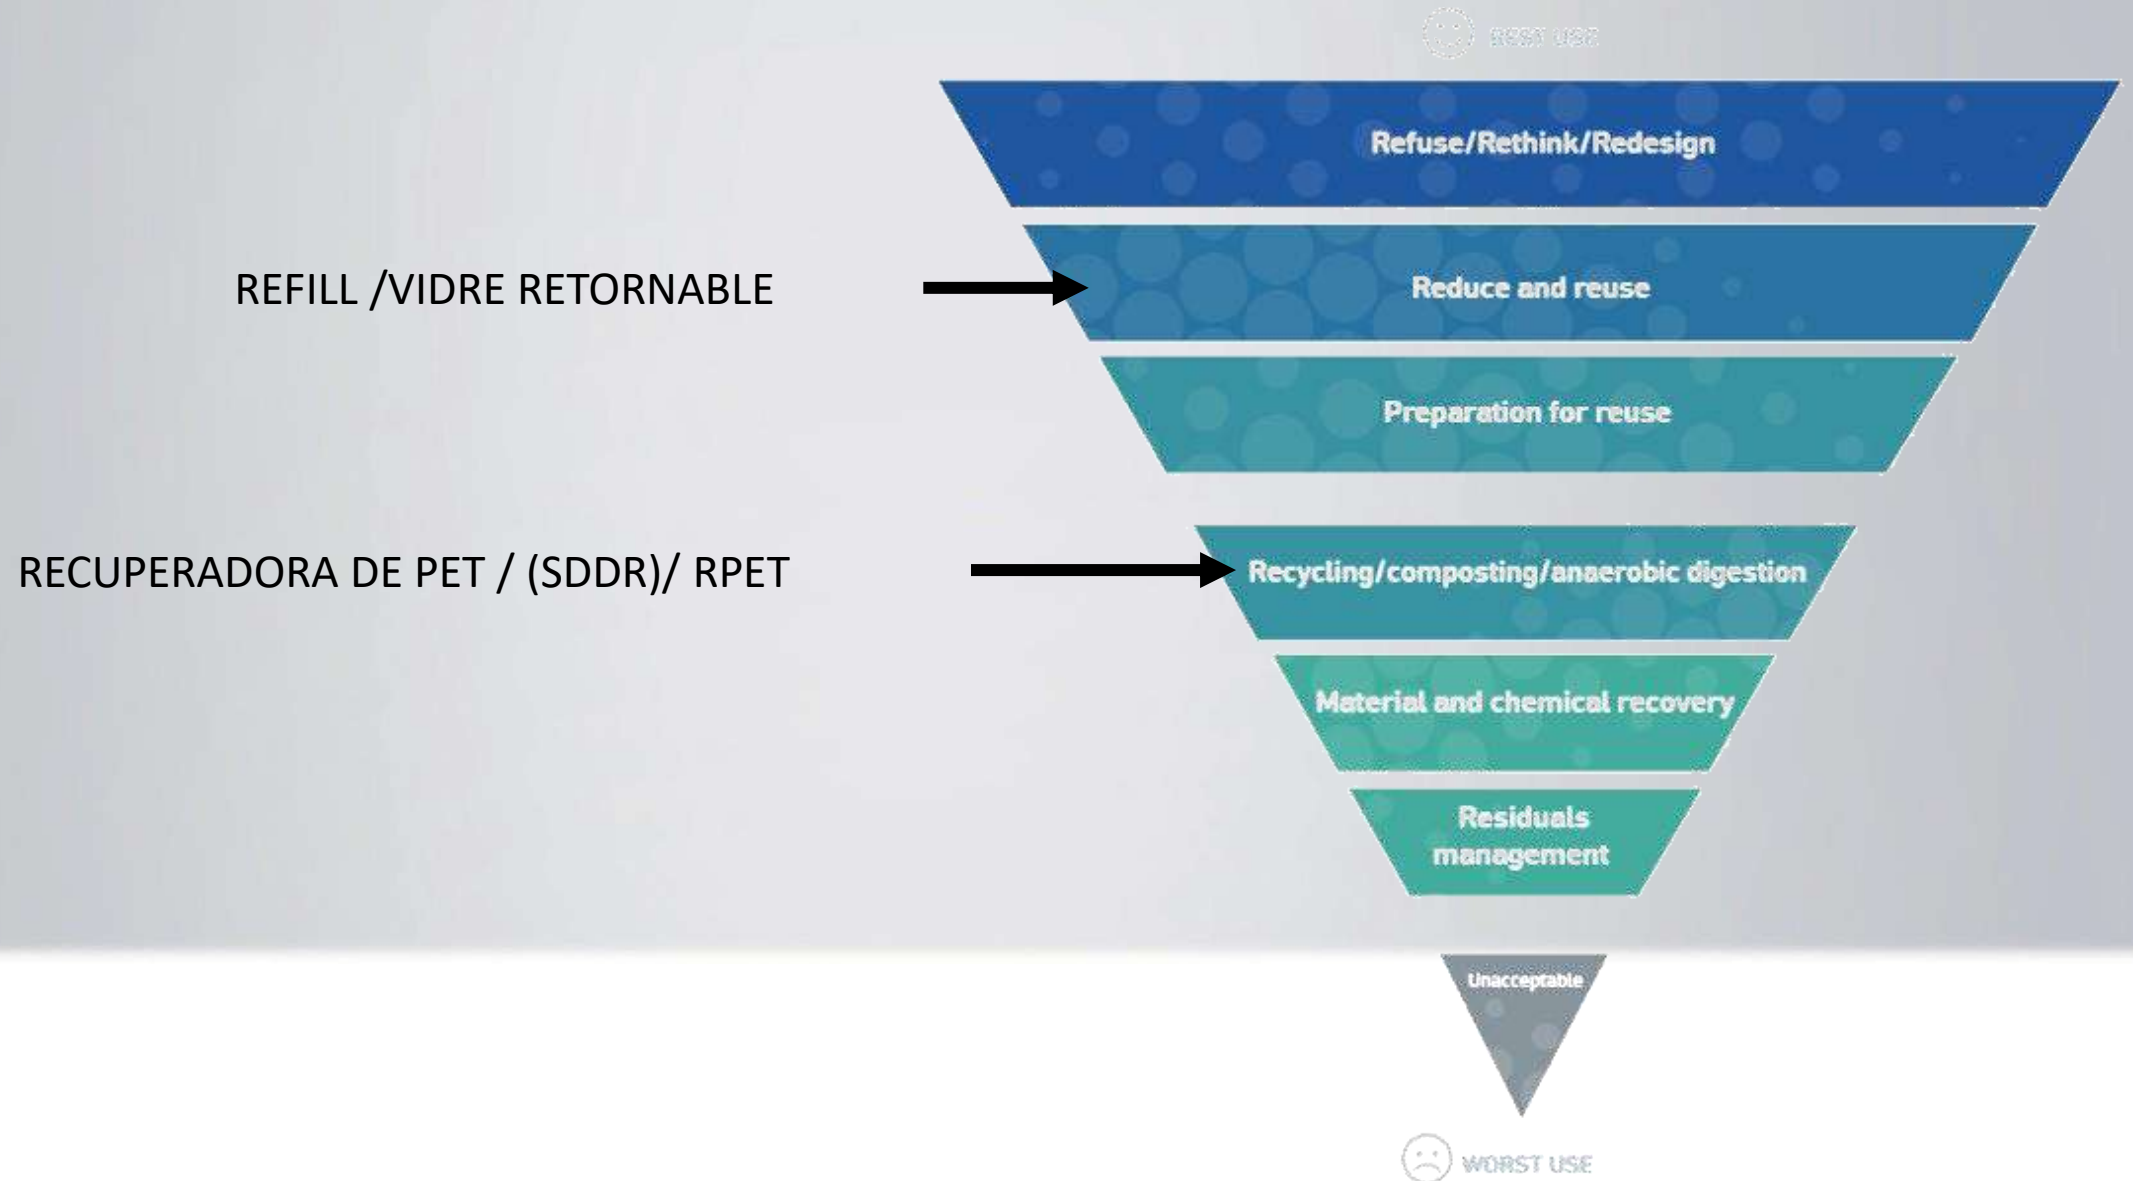 BEST USE
Refuse/Rethink/Redesign
REFILL /VIDRE RETORNABLE
Reduce and reuse
Preparation for reuse
RECUPERADORA DE PET / (SDDR)/ RPET
Recycling/composting/anaerobic digestion
Material and chemical recovery
Residuals
management
Unacceptable
WORST USE